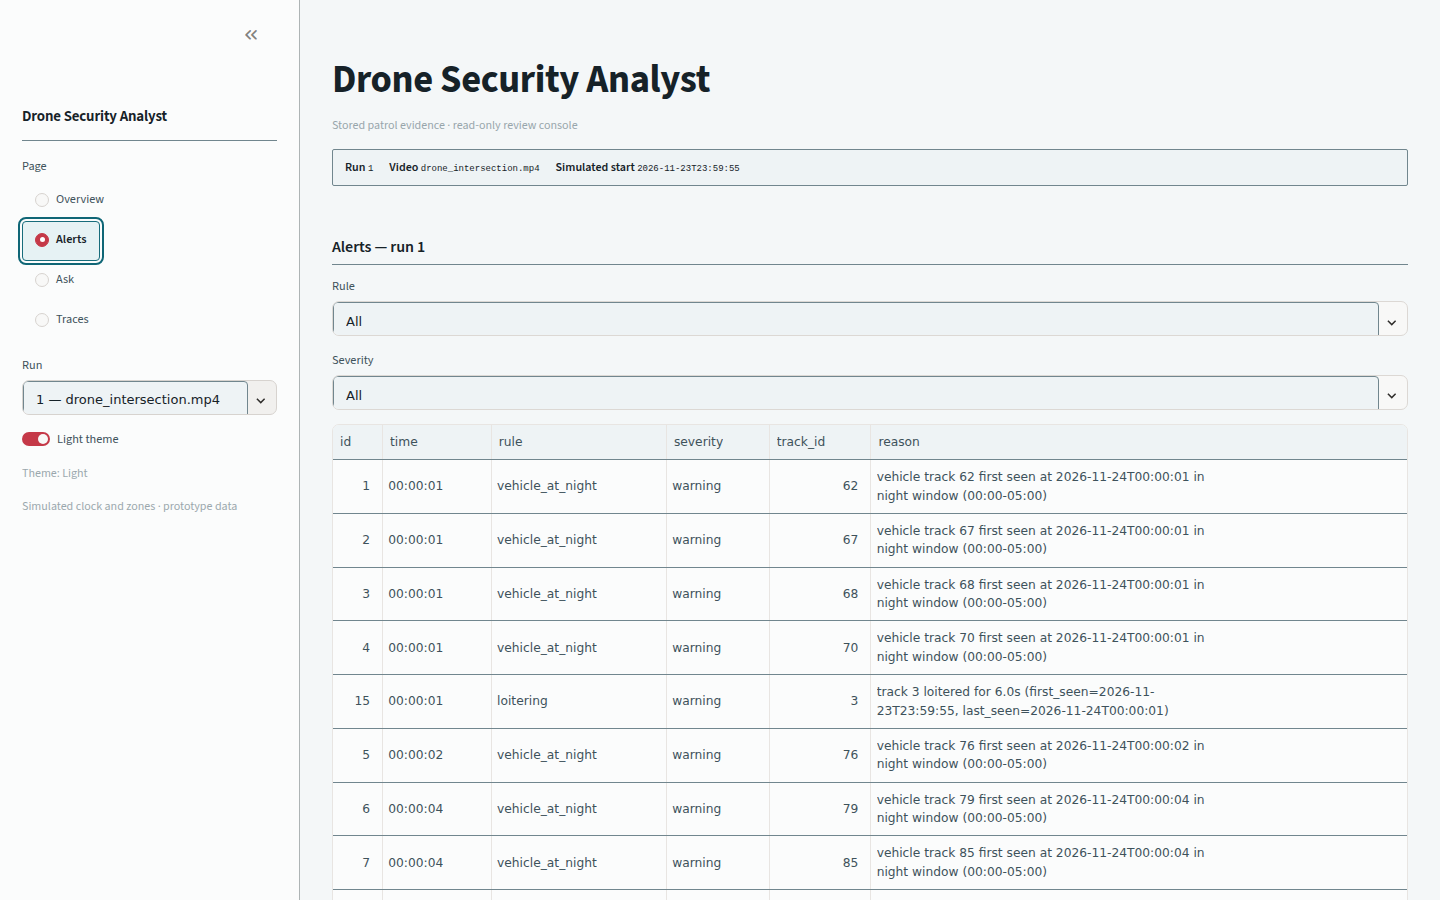 Drone Security Analyst
Page
Overview
Alerts
Ask
Traces
Run
1 — drone_intersection.mp4
Light theme
Theme: Light
Simulated clock and zones · prototype data
Drone Security Analyst
Stored patrol evidence · read-only review console
Run 1 Video drone_intersection.mp4 Simulated start 2026-11-23T23:59:55
Alerts — run 1
Rule
All
Severity
All
id time rule severity track_id reason
1 00:00:01 vehicle_at_night warning 62 vehicle track 62 first seen at 2026-11-24T00:00:01 in
night window (00:00-05:00)
2 00:00:01 vehicle_at_night warning 67 vehicle track 67 first seen at 2026-11-24T00:00:01 in
night window (00:00-05:00)
3 00:00:01 vehicle_at_night warning 68 vehicle track 68 first seen at 2026-11-24T00:00:01 in
night window (00:00-05:00)
4 00:00:01 vehicle_at_night warning 70 vehicle track 70 first seen at 2026-11-24T00:00:01 in
night window (00:00-05:00)
15 00:00:01 loitering warning 3 track 3 loitered for 6.0s (first_seen=2026-11-
23T23:59:55, last_seen=2026-11-24T00:00:01)
5 00:00:02 vehicle_at_night warning 76 vehicle track 76 first seen at 2026-11-24T00:00:02 in
night window (00:00-05:00)
6 00:00:04 vehicle_at_night warning 79 vehicle track 79 first seen at 2026-11-24T00:00:04 in
night window (00:00-05:00)
7 00:00:04 vehicle_at_night warning 85 vehicle track 85 first seen at 2026-11-24T00:00:04 in
night window (00:00-05:00)